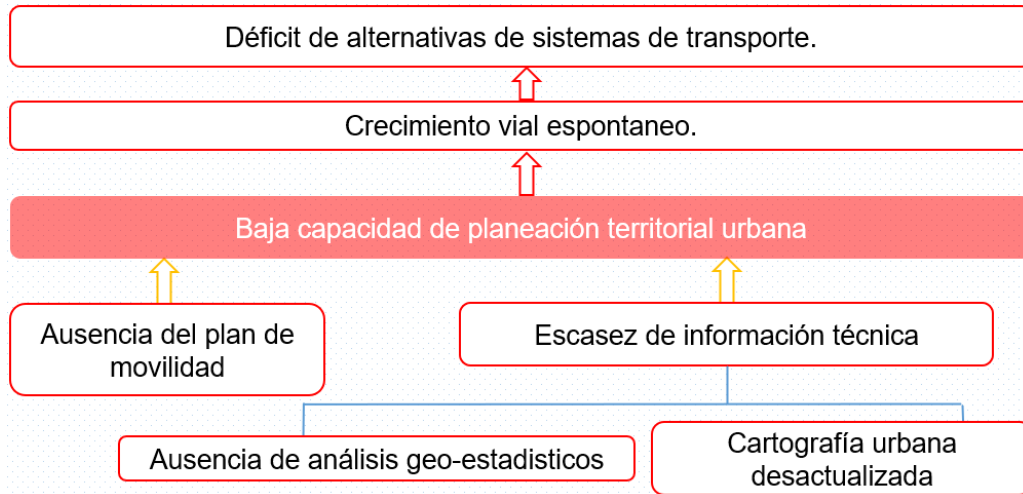 Déficit de alternativas de sistemas de transporte.
Crecimiento vial espontaneo.
Baja capacidad de planeación territorial urbana
Ausencia del plan de
movilidad
Escasez de información técnica
Ausencia de análisis geo-estadisticos
Cartografía urbana
desactualizada